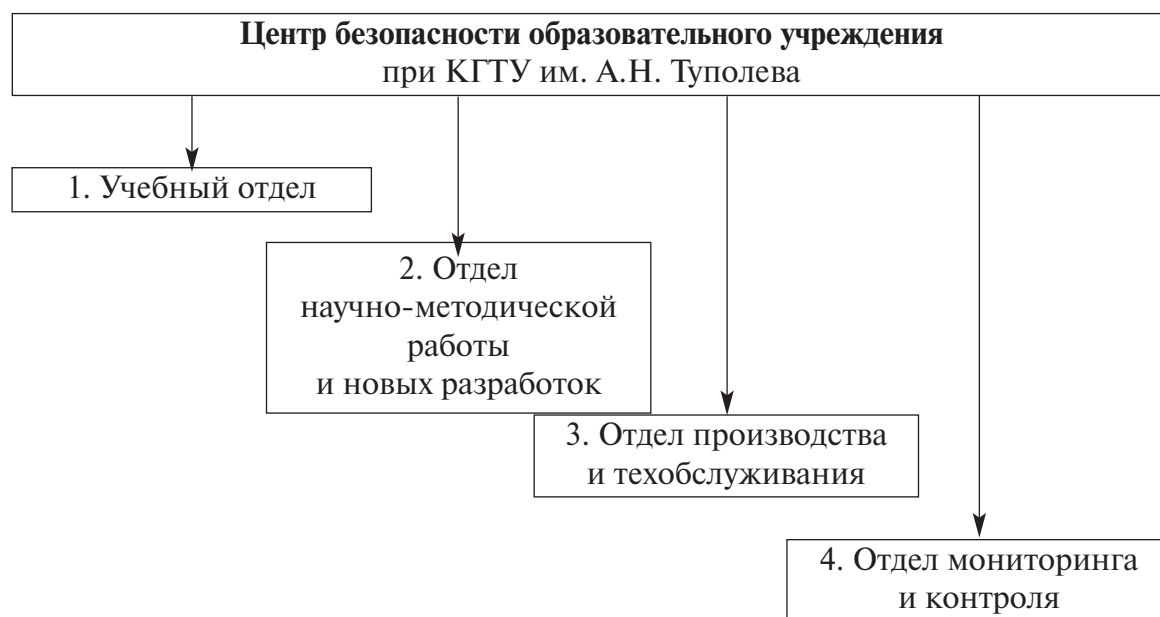 Центр безопасности образовательного учреждения
при КГТУ им. А.Н. Туполева
1. Учебный отдел
2. Отдел
научно-методической
работы
и новых разработок
3. Отдел производства
и техобслуживания
4. Отдел мониторинга
и контроля